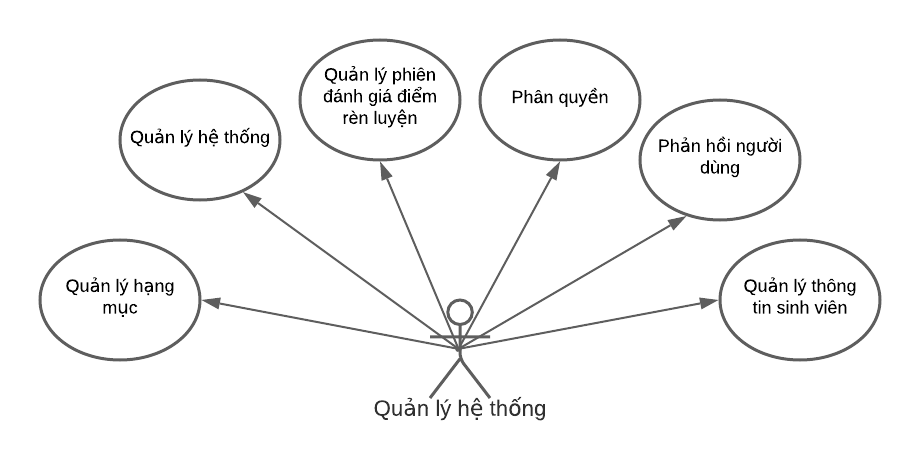 Quản lý phiên
đánh giá điểm
rèn luyện
Phân quyền
Quản lý hệ thống
Phản hồi người
dùng
Quản lý hạng
mục
Quản lý thông
tin sinh viên
Quản lý hệ thống